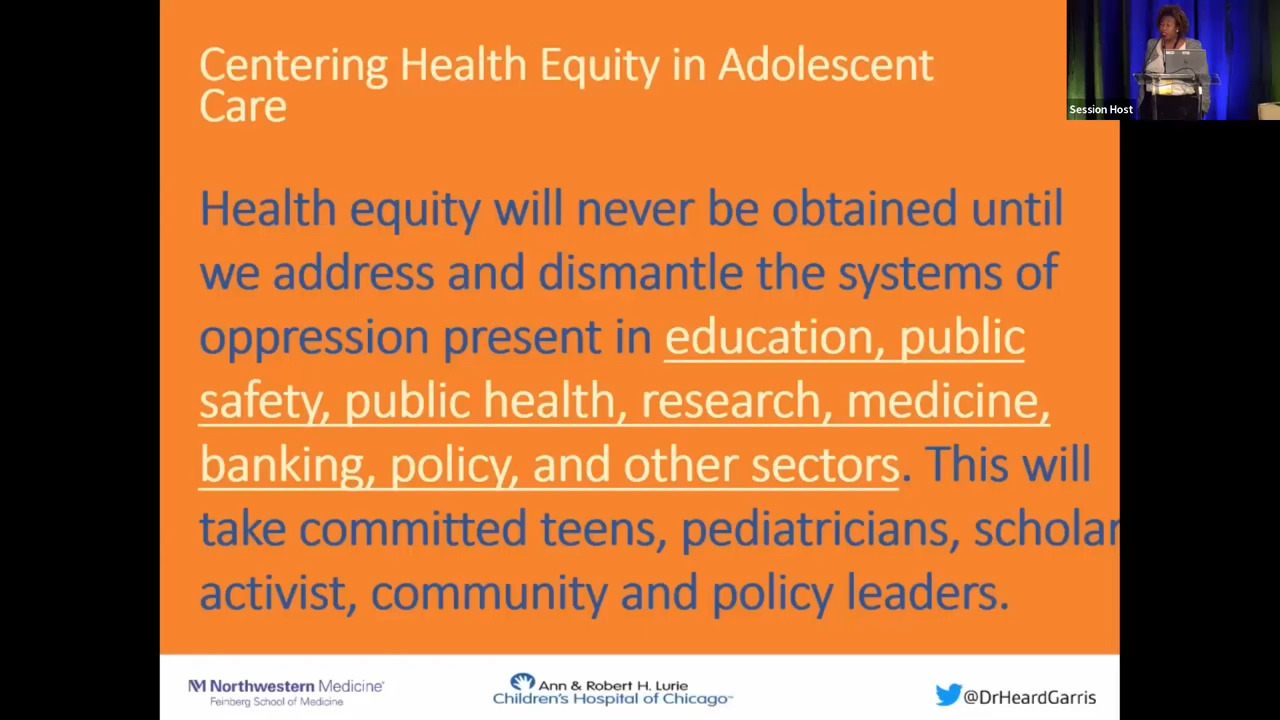 Centering Health Equity in Adolescent
Care
Session Host
Health equity will never be obtained until
we address and dismantle the systems of
oppression present in education, public
safety, public health, research, medicine,
banking, policy, and other sectors. This will
take committed teens, pediatricians, scholar
activist, community and policy leaders.
Northwestern Medicine®
Feinberg School of Medicine
Ann & Robert H. Lurie
Children's Hospital of Chicago™
@DrHeardGarris